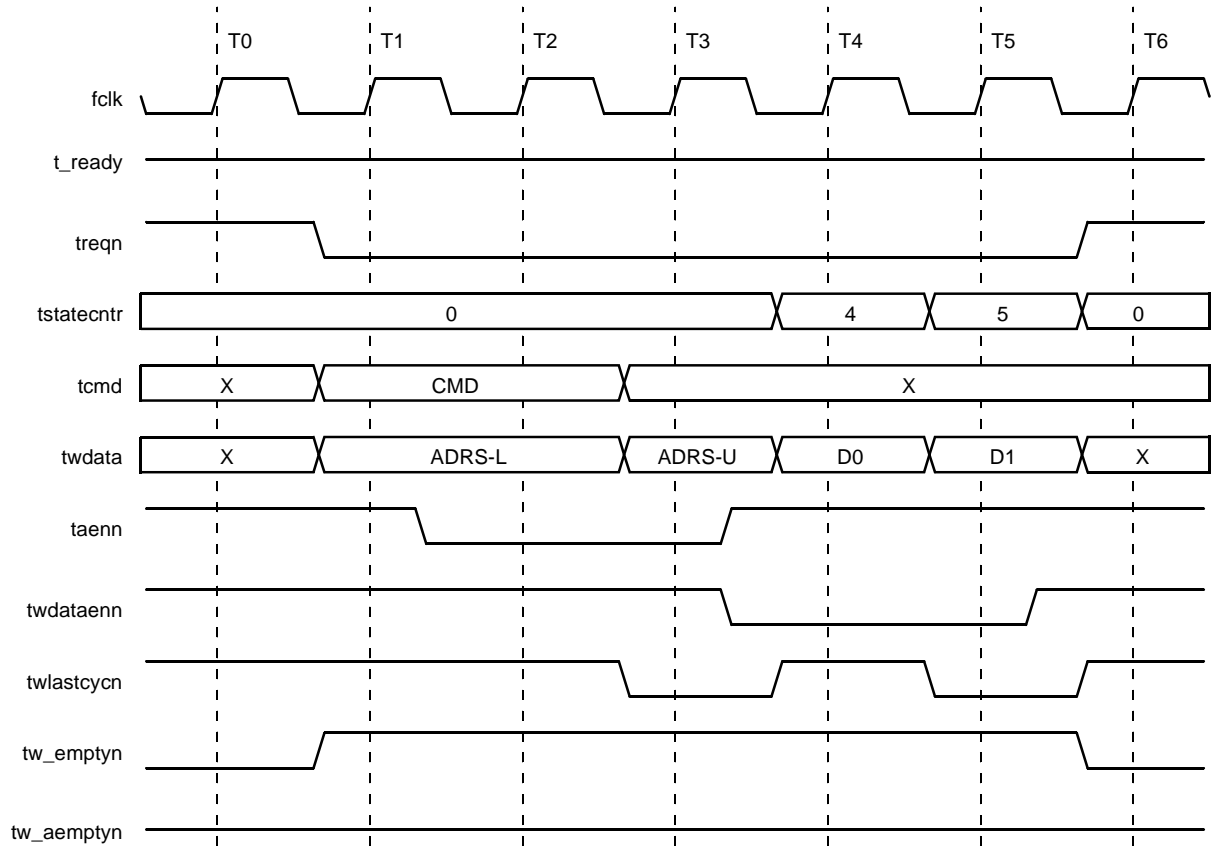 T0 T1 T2 T3 T4 T5 T6
fclk
t_ready
treqn
tstatecntr 0 4 5 0
tcmd X CMD X
twdata X ADRS-L ADRS-U D0 D1 X
taenn
twdataenn
twlastcycn
tw_emptyn
tw_aemptyn